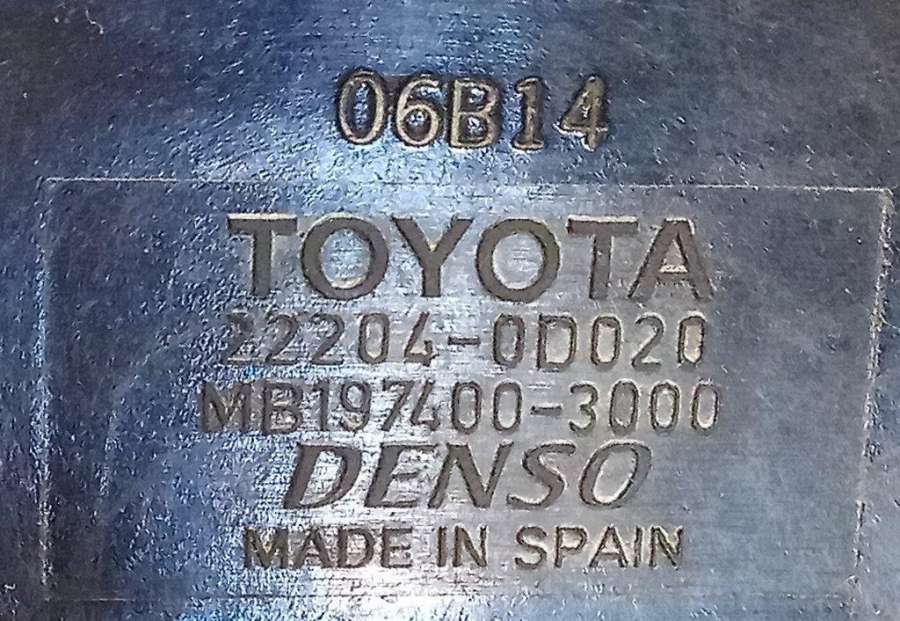 06B14
TOYOTA
22204-0D020
MB197400-3000
DENSO
MADE IN SPAIN